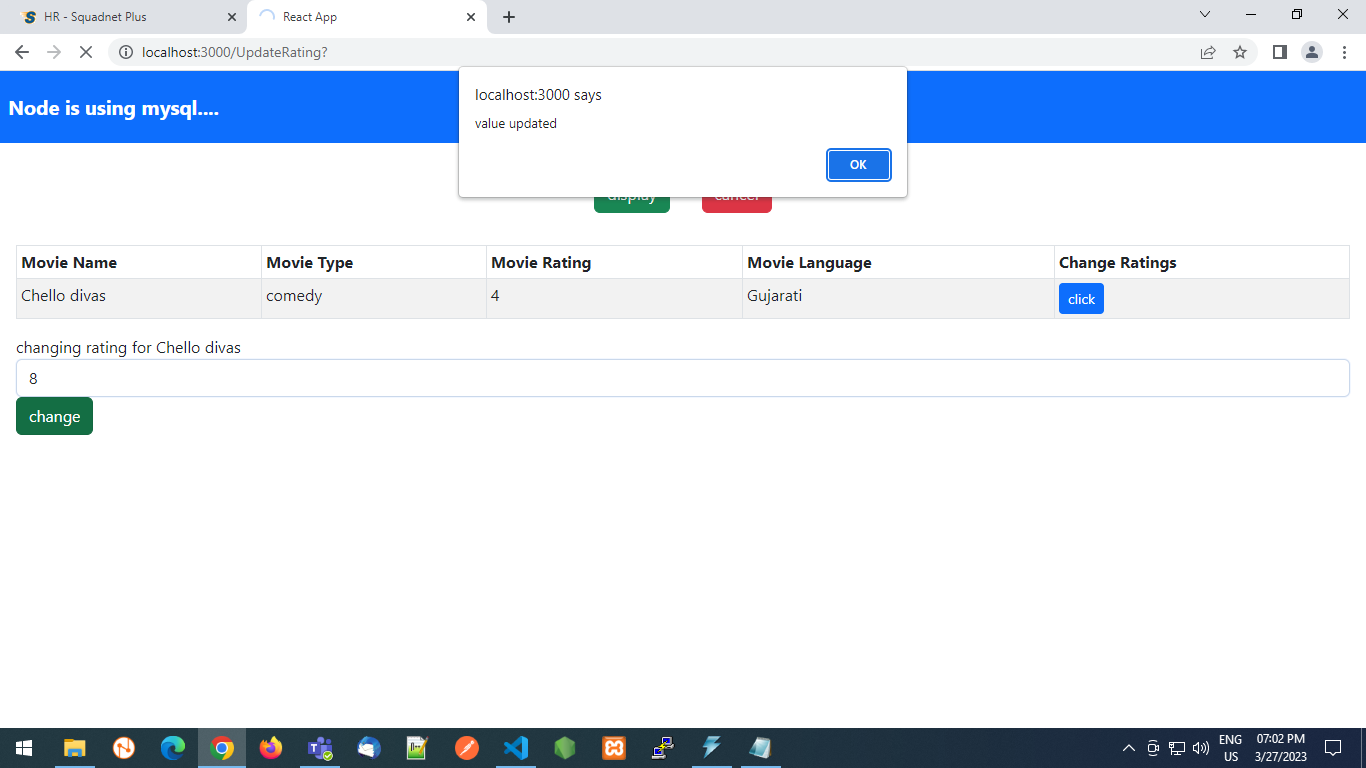 HR - Squadnet Plus
React App
localhost:3000/UpdateRating?
Node is using mysql....
localhost:3000 says
value updated
OK
display cancel
Movie Name Movie Type Movie Rating Movie Language Change Ratings
Chello divas comedy 4 Gujarati click
changing rating for Chello divas
8
change
ENG 07:02 PM
US 3/27/2023